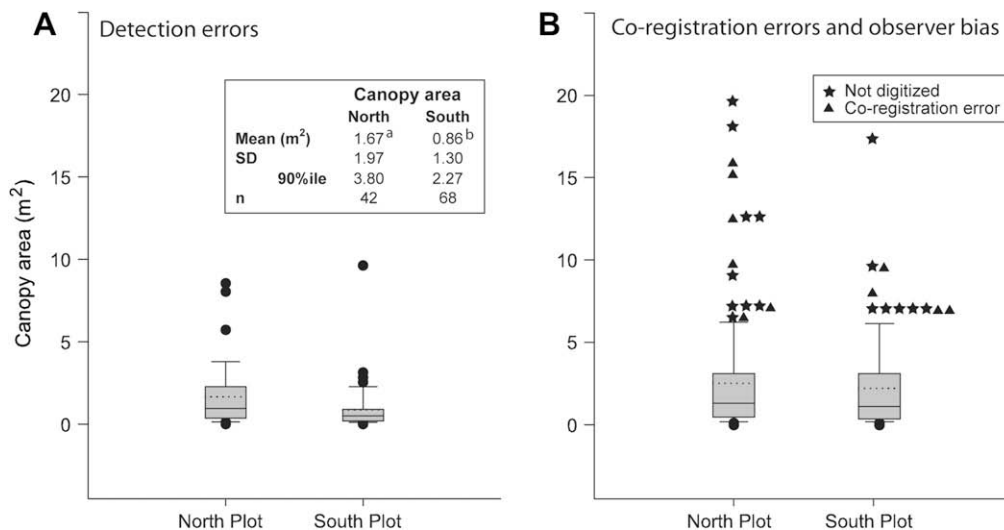 A Detection errors
Canopy area
North South
Mean (m²) 1.67 a 0.86 b
SD 1.97 1.30
90%ile 3.80 2.27
n 42 68
Canopy area (m²)
20
15
10
5
0
North Plot South Plot
B Co-registration errors and observer bias
Not digitized
Co-registration error
20
15
10
5
0
North Plot South Plot